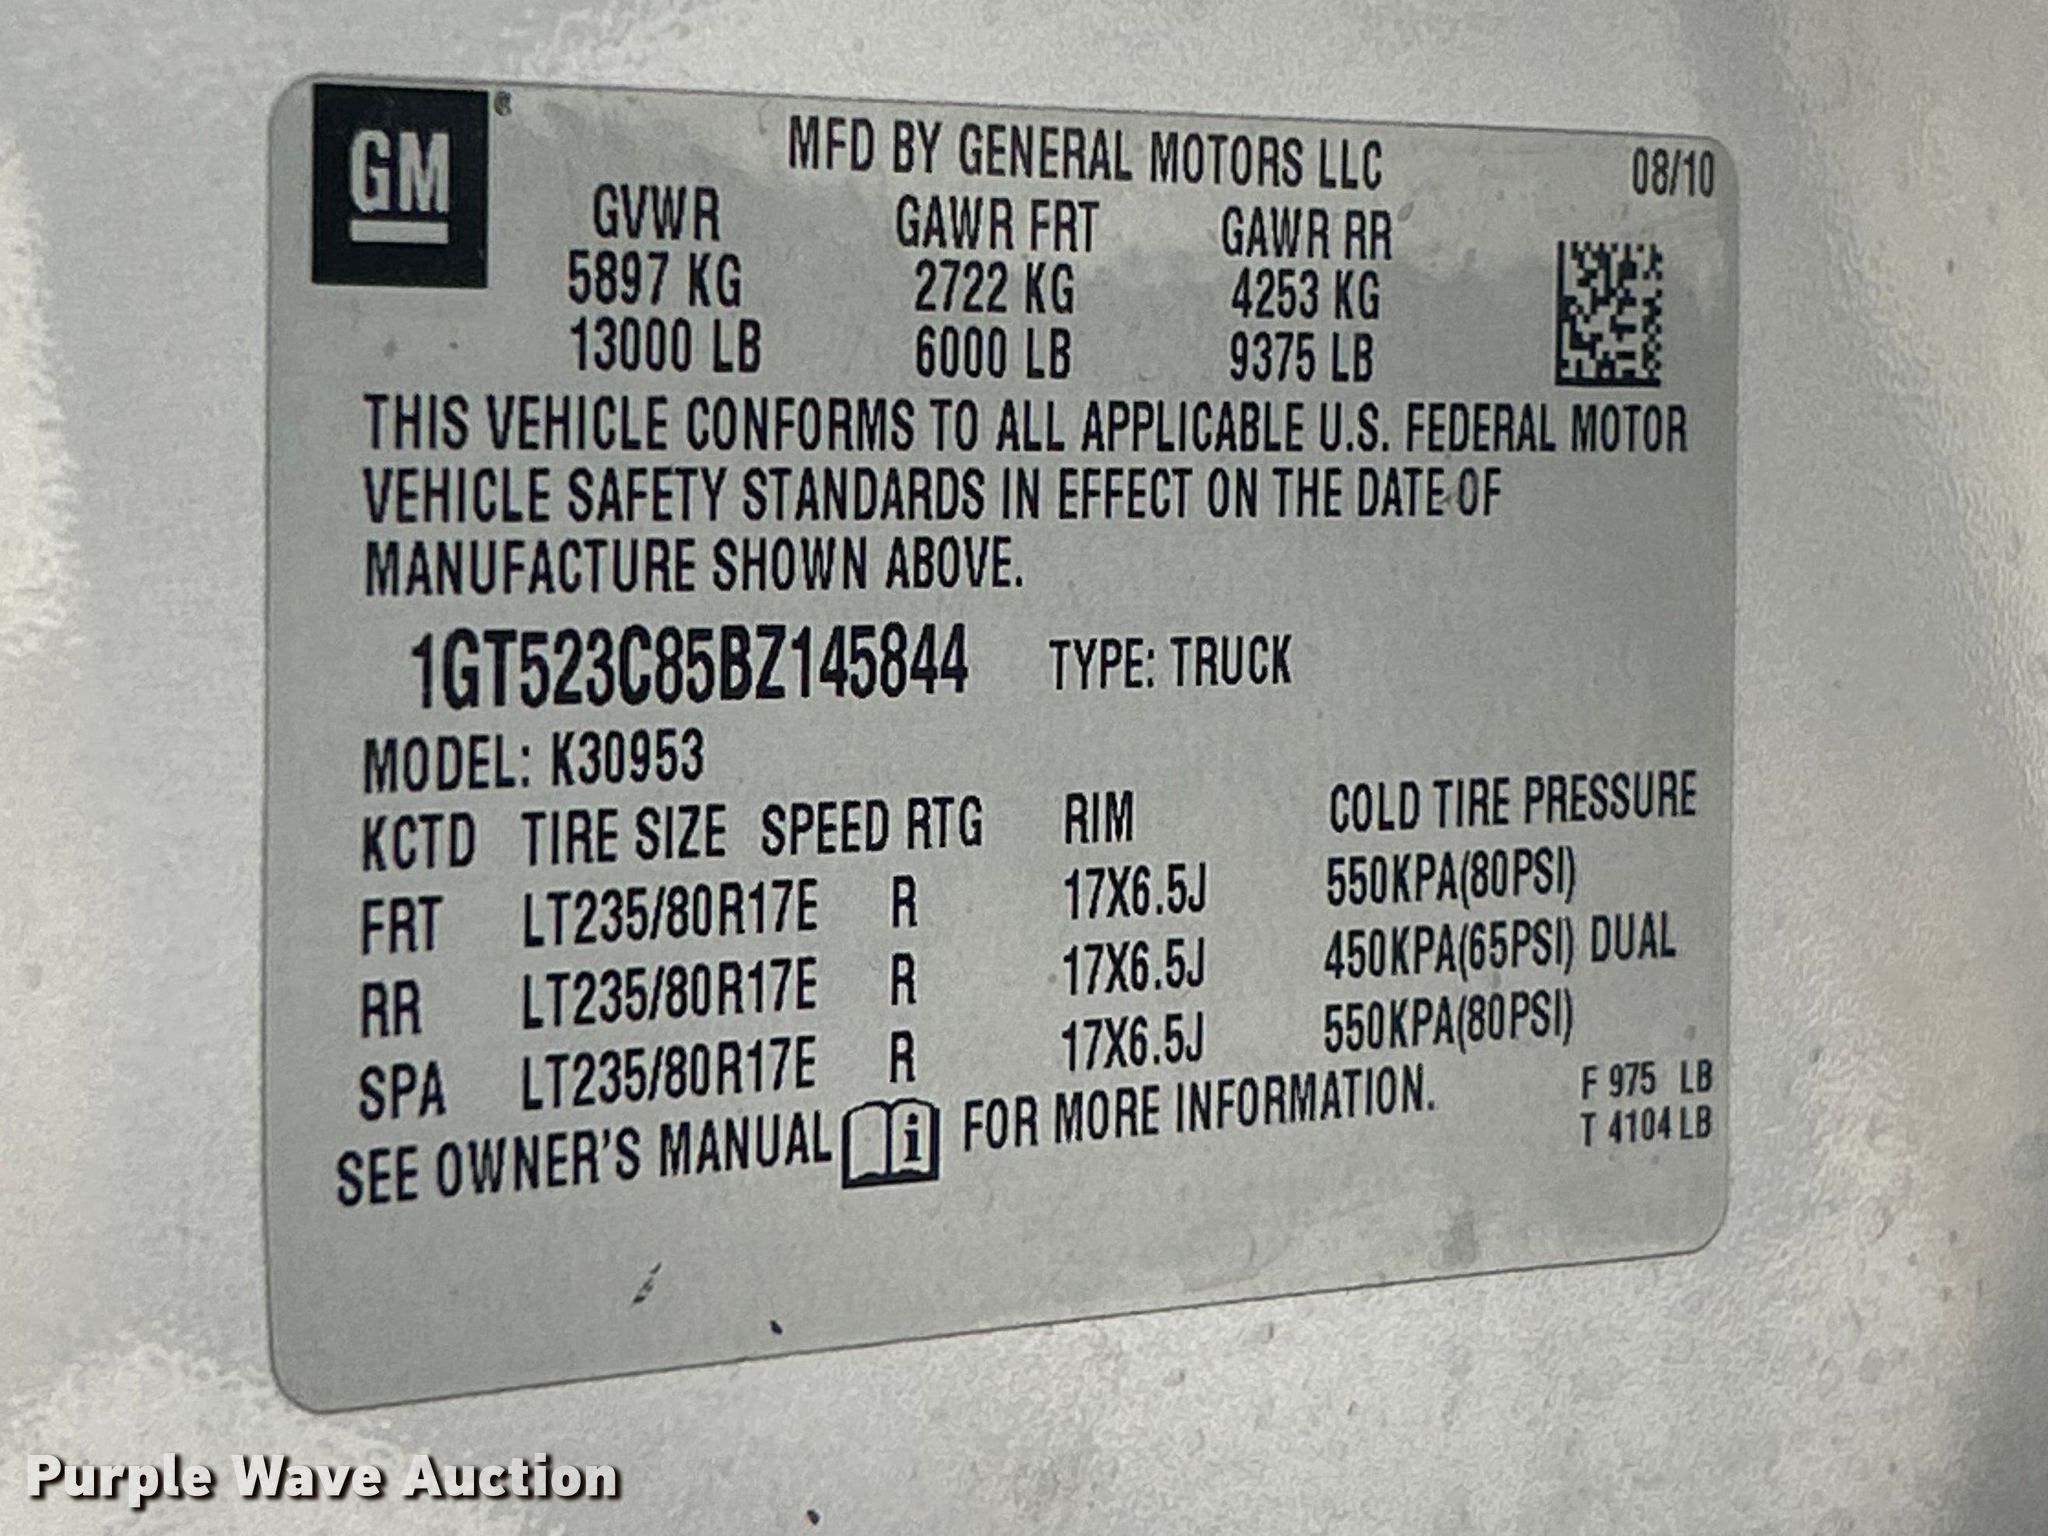 GM®
MFD BY GENERAL MOTORS LLC 08/10
GVWR GAWR FRT GAWR RR
5897 KG 2722 KG 4253 KG
13000 LB 6000 LB 9375 LB
THIS VEHICLE CONFORMS TO ALL APPLICABLE U.S. FEDERAL MOTOR
VEHICLE SAFETY STANDARDS IN EFFECT ON THE DATE OF
MANUFACTURE SHOWN ABOVE.
1GT523C85BZ145844 TYPE: TRUCK
MODEL: K30953
KCTD TIRE SIZE SPEED RTG RIM COLD TIRE PRESSURE
FRT LT235/80R17E R 17X6.5J 550KPA(80PSI)
RR LT235/80R17E R 17X6.5J 450KPA(65PSI) DUAL
SPA LT235/80R17E R 17X6.5J 550KPA(80PSI)
SEE OWNER'S MANUAL i FOR MORE INFORMATION.
F 975 LB
T 4104 LB
Purple Wave Auction